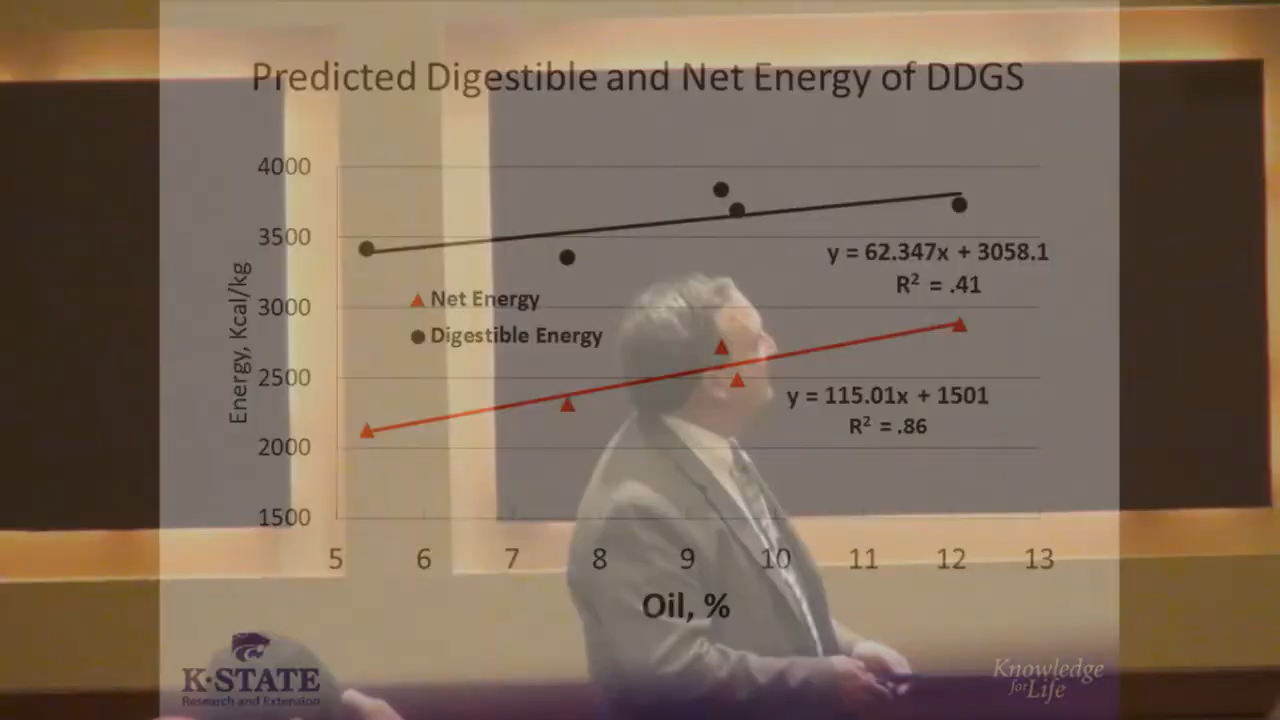 Predicted Digestible and Net Energy of DDGS
4000
3500
3000
2500
2000
1500
Energy, Kcal/kg
Net Energy
Digestible Energy
y = 62.347x + 3058.1
R² = .41
y = 115.01x + 1501
R² = .86
5 6 7 8 9 10 11 12 13
Oil, %
K-STATE
Research and Extension
Knowledge
for Life